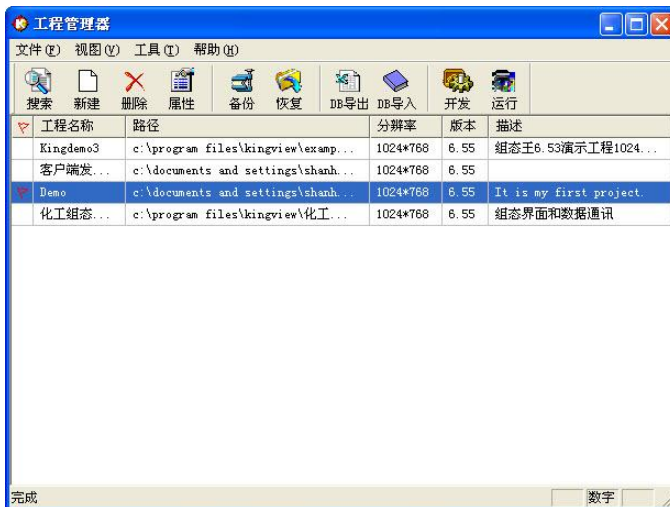 工程管理器
文件(F) 视图(V) 工具(T) 帮助(H)
搜索 新建 删除 属性 备份 恢复 DB导出 DB导入 开发 运行
工程名称 路径 分辨率 版本 描述
Kingdemo3 c:\program files\kingview\examp... 1024*768 6.55 组态王6.53演示工程1024...
客户端发... c:\documents and settings\shanh... 1024*768 6.55
Demo c:\documents and settings\shanh... 1024*768 6.55 It is my first project.
化工组态... c:\program files\kingview\化工... 1024*768 6.55 组态界面和数据通讯
完成 数字